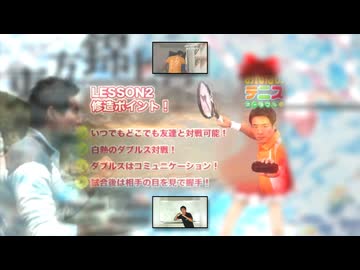 LESSON2
修造ポイント！
テニス
いつでもどこでも友達と対戦可能！
白熱のダブルス対戦！
ダブルスはコミュニケーション！
試合後は相手の目を見て握手！